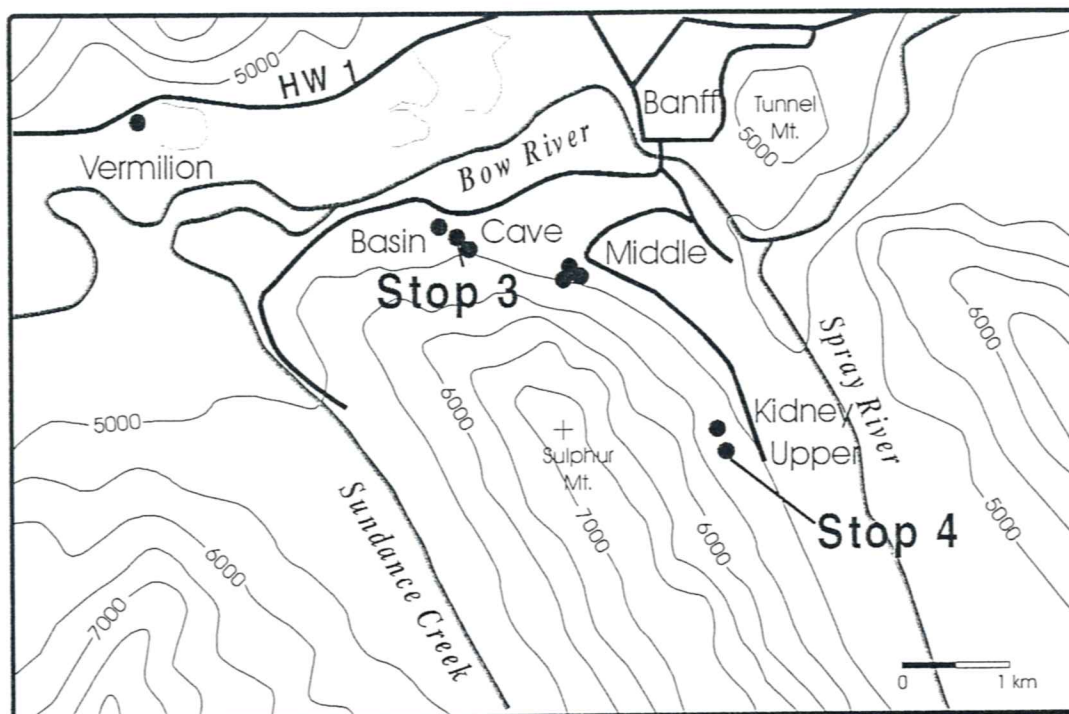 5000
HW 1
Banff
Tunnel
Mt.
5000
Vermilion
Bow River
Basin
Cave
Middle
Stop 3
6000
5000
6000
Spray River
Kidney
Upper
Sulphur
Mt.
7000
6000
5000
Stop 4
Sundance Creek
6000
7000
0 1 km